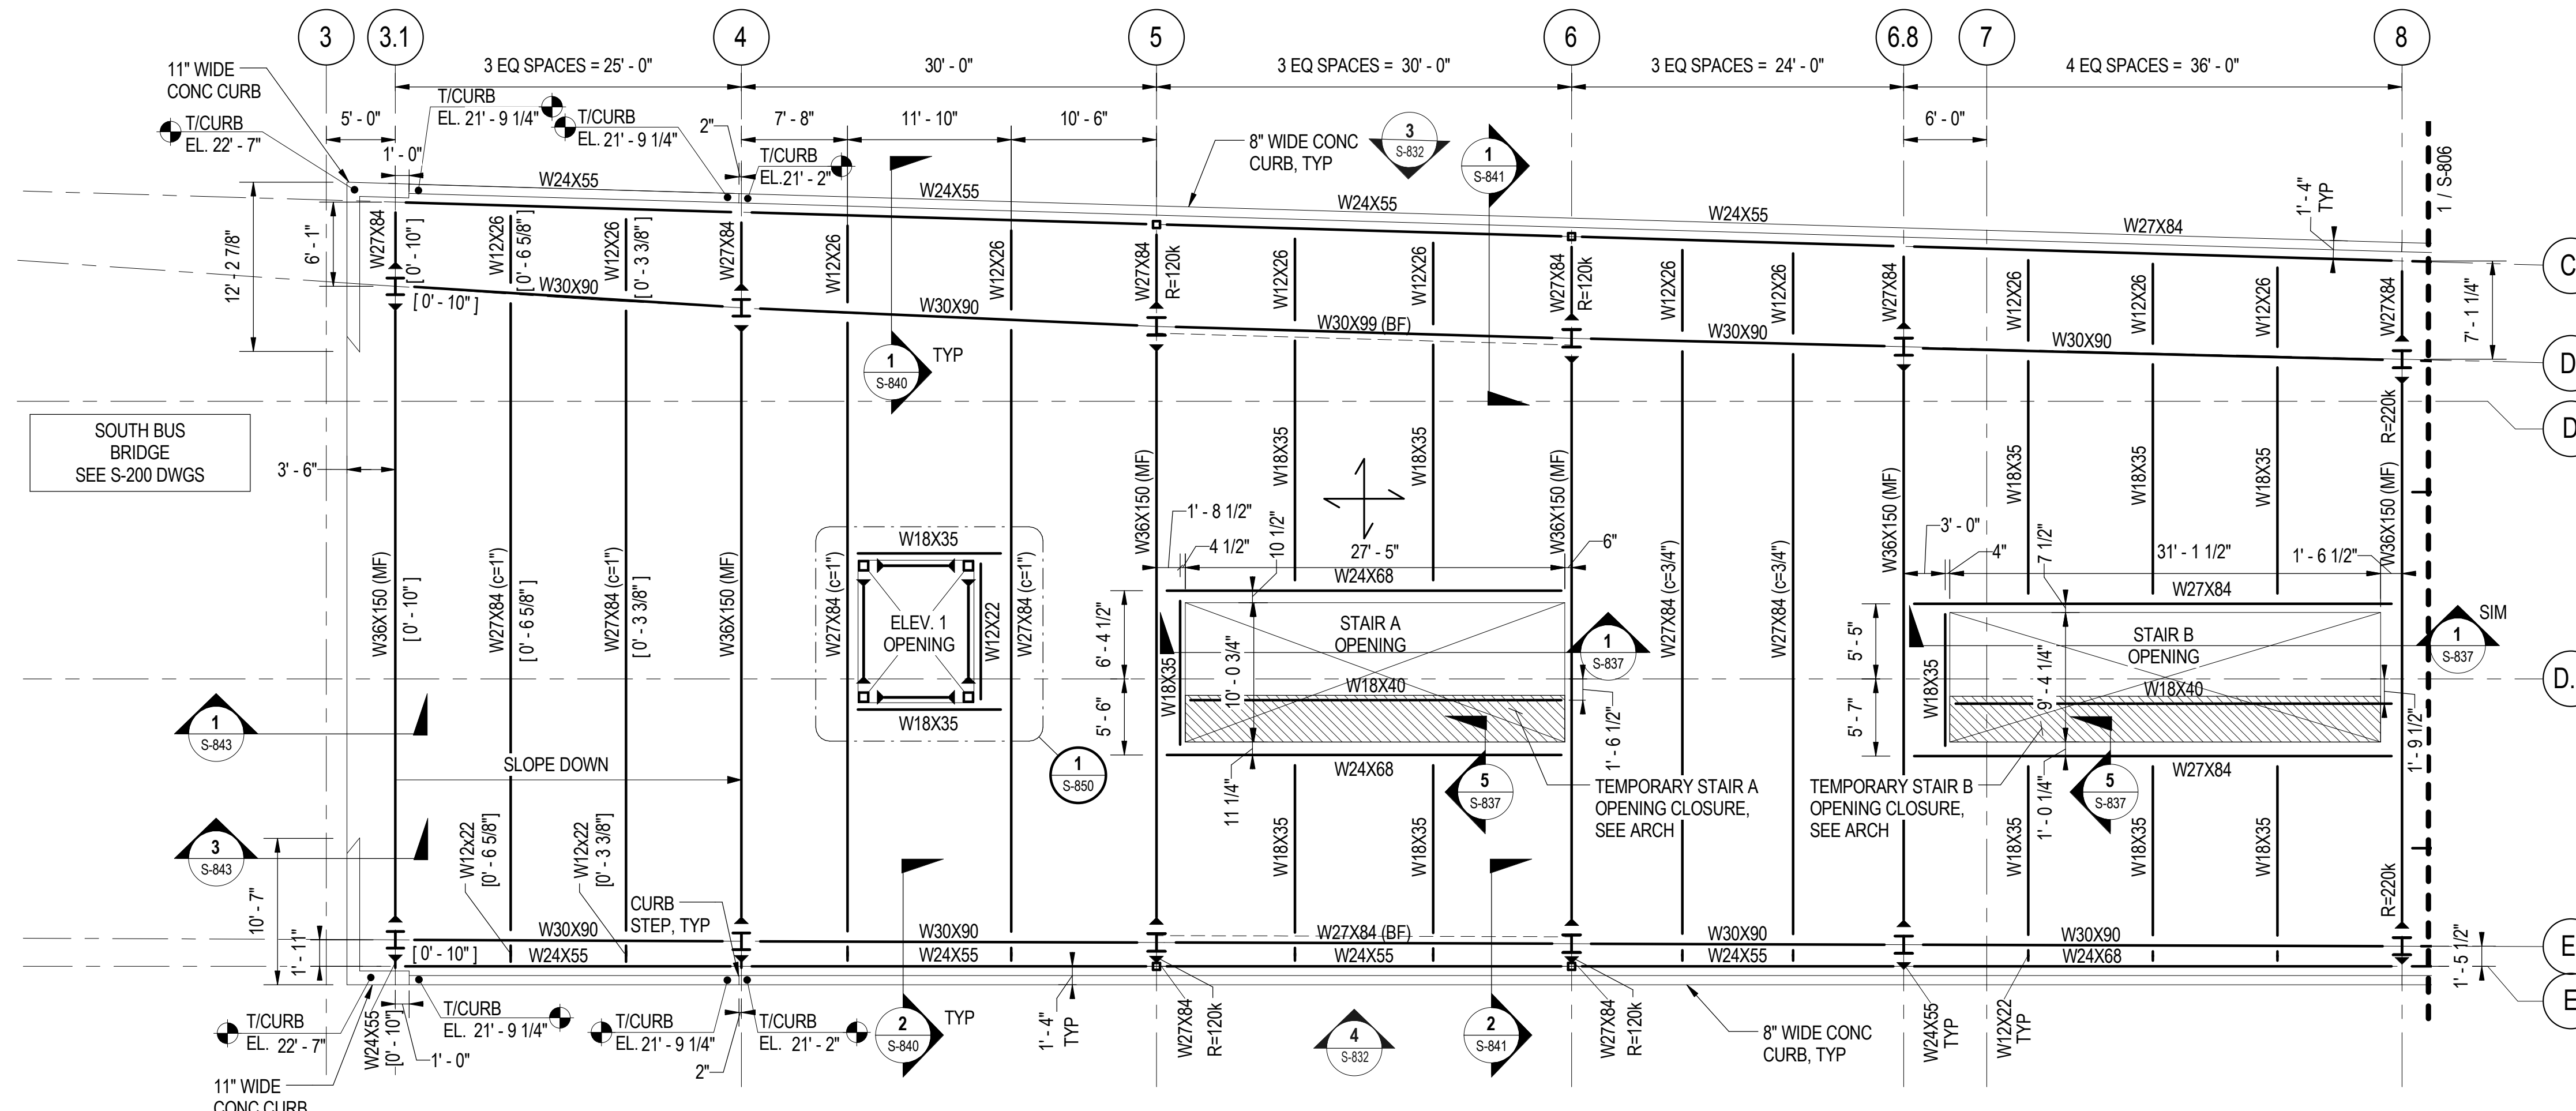 3
3.1
4
5
6
6.8
7
8
3 EQ SPACES = 25' - 0"
30' - 0"
3 EQ SPACES = 30' - 0"
3 EQ SPACES = 24' - 0"
4 EQ SPACES = 36' - 0"
11" WIDE
CONC CURB
T/CURB
EL. 22' - 7"
5' - 0"
1' - 0"
T/CURB
EL. 21' - 9 1/4"
T/CURB
EL. 21' - 9 1/4"
2"
T/CURB
EL.21' - 2"
7' - 8"
11' - 10"
10' - 6"
8" WIDE CONC
CURB, TYP
3
S-832
1
S-841
6' - 0"
1' - 4"
TYP
1 / S-806
W24X55
W24X55
W24X55
W24X55
W27X84
12' - 2 7/8"
6' - 1"
W27X84
[ 0' - 10" ]
W12X26
[ 0' - 6 5/8" ]
W12X26
[ 0' - 3 3/8" ]
W27X84
W12X26
W12X26
W27X84
R=120k
W12X26
W12X26
W27X84
R=120k
W12X26
W12X26
W27X84
W12X26
W12X26
W12X26
W27X84
7' - 1 1/4"
C
[ 0' - 10" ]
W30X90
W30X90
W30X99 (BF)
W30X90
W30X90
D
1
S-840
TYP
D
SOUTH BUS
BRIDGE
SEE S-200 DWGS
3' - 6"
W36X150 (MF)
[ 0' - 10" ]
W27X84 (c=1")
[ 0' - 6 5/8" ]
W27X84 (c=1")
[ 0' - 3 3/8" ]
W36X150 (MF)
W27X84 (c=1")
W18X35
ELEV. 1
OPENING
W12X22
W18X35
W27X84 (c=1")
W36X150 (MF)
W18X35
W18X35
W36X150 (MF)
W27X84 (c=3/4")
W27X84 (c=3/4")
W36X150 (MF)
W18X35
W18X35
W18X35
W36X150 (MF)
R=220k
1' - 8 1/2"
4 1/2"
10 1/2"
27' - 5"
6"
W24X68
6' - 4 1/2"
5' - 6"
W18X35
10' - 0 3/4"
STAIR A
OPENING
W18X40
W24X68
11 1/4"
1' - 6 1/2"
1
S-837
3' - 0"
4"
7 1/2"
31' - 1 1/2"
1' - 6 1/2"
W27X84
5' - 5"
5' - 7"
W18X35
9' - 4 1/4"
STAIR B
OPENING
W18X40
W27X84
1' - 0 1/4"
1' - 9 1/2"
SIM
1
S-837
D.
1
S-843
SLOPE DOWN
1
S-850
5
S-837
TEMPORARY STAIR A
OPENING CLOSURE,
SEE ARCH
TEMPORARY STAIR B
OPENING CLOSURE,
SEE ARCH
5
S-837
3
S-843
W12x22
[0' - 6 5/8"]
W12x22
[0' - 3 3/8"]
CURB
STEP, TYP
W18X35
W18X35
W18X35
W18X35
W18X35
R=220k
10' - 7"
1' - 11"
W30X90
W30X90
W27X84 (BF)
W30X90
W30X90
[ 0' - 10" ]
W24X55
W24X55
W24X55
W24X55
W24X68
1' - 5 1/2"
E
E
T/CURB
EL. 22' - 7"
W24X55
[0' - 10"]
1' - 0"
T/CURB
EL. 21' - 9 1/4"
T/CURB
EL. 21' - 9 1/4"
2"
T/CURB
EL. 21' - 2"
2
S-840
TYP
1' - 4"
TYP
W27X84
R=120k
4
S-832
2
S-841
W27X84
R=120k
8" WIDE CONC
CURB, TYP
W24X55
TYP
W12X22
TYP
11" WIDE
CONC CURB